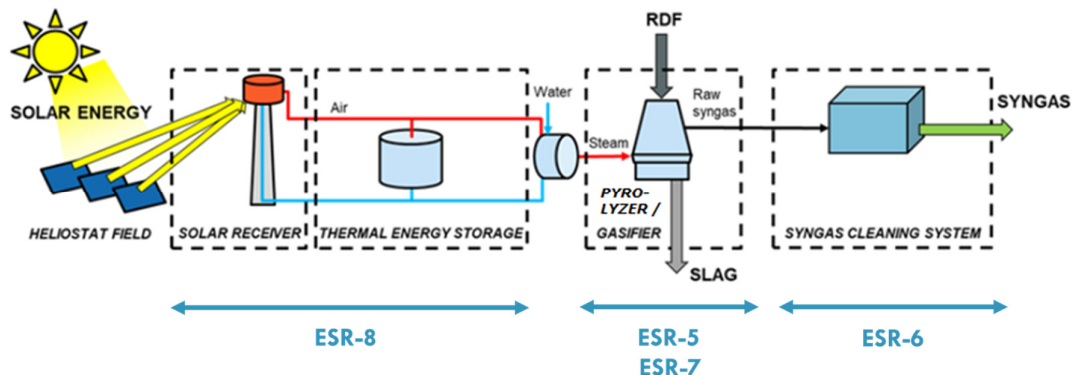 RDF
SOLAR ENERGY
Air
Water
Steam
Raw
syngas
SYNGAS
PYRO-
LYZER /
GASIFIER
HELIOSTAT FIELD
SOLAR RECEIVER
THERMAL ENERGY STORAGE
SYNGAS CLEANING SYSTEM
SLAG
ESR-8
ESR-5
ESR-7
ESR-6